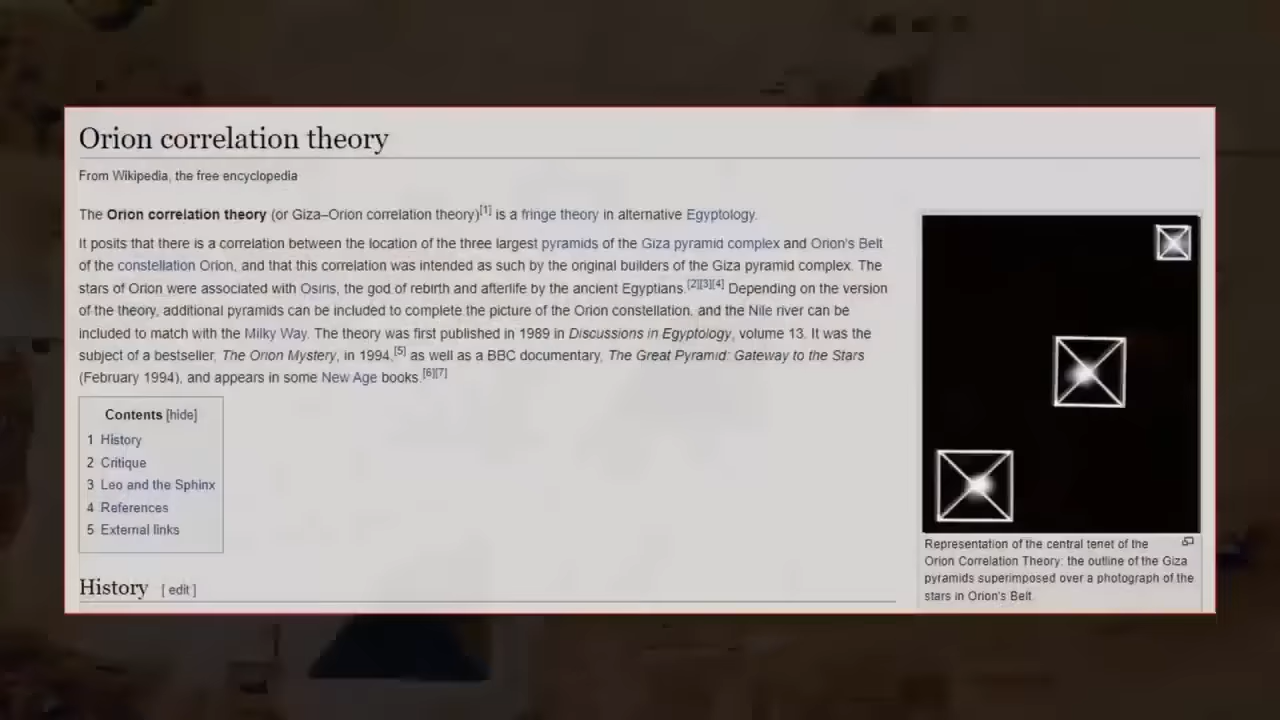 Orion correlation theory
From Wikipedia, the free encyclopedia
The Orion correlation theory (or Giza–Orion correlation theory)[1] is a fringe theory in alternative Egyptology.
It posits that there is a correlation between the location of the three largest pyramids of the Giza pyramid complex and Orion's Belt
of the constellation Orion, and that this correlation was intended as such by the original builders of the Giza pyramid complex. The
stars of Orion were associated with Osiris, the god of rebirth and afterlife by the ancient Egyptians.[2][3][4] Depending on the version
of the theory, additional pyramids can be included to complete the picture of the Orion constellation, and the Nile river can be
included to match with the Milky Way. The theory was first published in 1989 in Discussions in Egyptology, volume 13. It was the
subject of a bestseller, The Orion Mystery, in 1994,[5] as well as a BBC documentary, The Great Pyramid: Gateway to the Stars
(February 1994), and appears in some New Age books.[6][7]
Contents [hide]
1 History
2 Critique
3 Leo and the Sphinx
4 References
5 External links
History [ edit ]
Representation of the central tenet of the
Orion Correlation Theory: the outline of the Giza
pyramids superimposed over a photograph of the
stars in Orion's Belt.